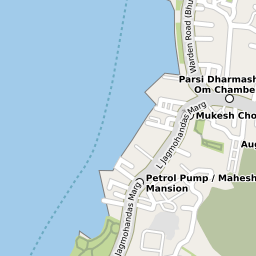 Warden Road (Bhu
Parsi Dharmash
Om Chambe
Mukesh Cho
L Jagmohandas Marg
Aug
Petrol Pump / Mahesh
Mansion
Jagmohandas Marg